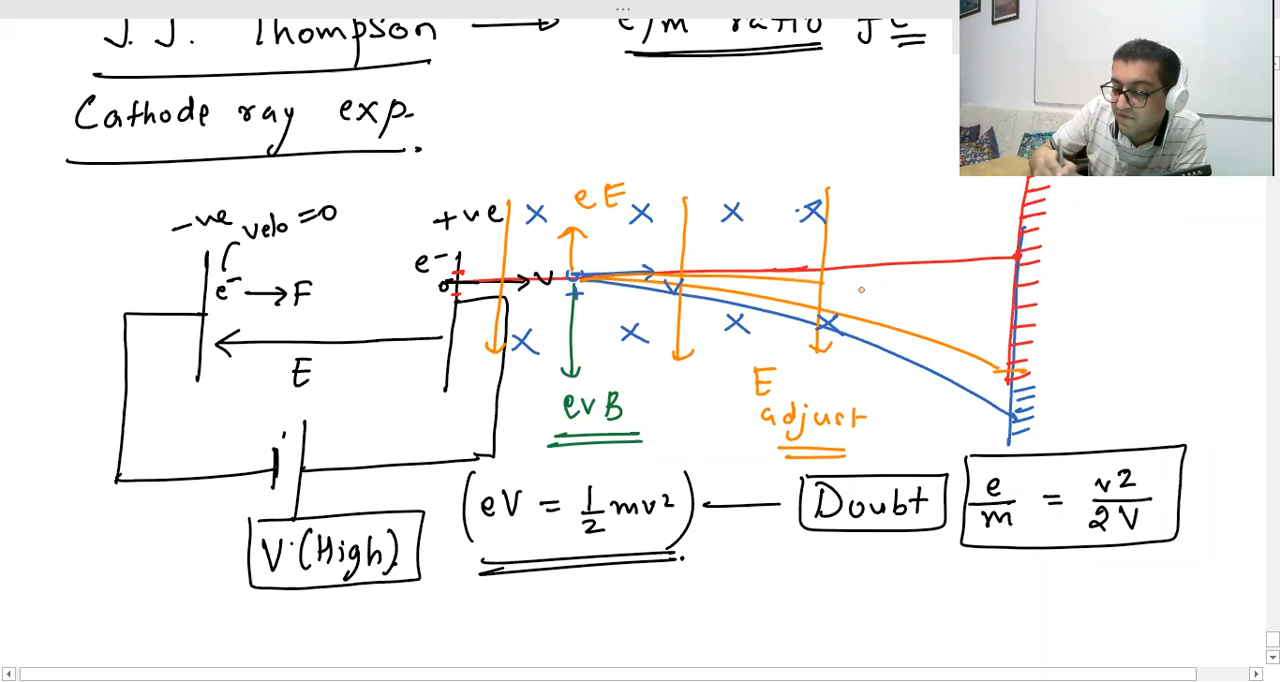 J. J. Thompson → e/m ratio
Cathode ray exp.
-ve velo = 0
+ve
e E
x x x x
e⁻
e⁻ → F
v
v
E
x x x x
E
adjust
evB
(eV = 1/2 mv²) ← Doubt
e/m = v2/2V
V (High)